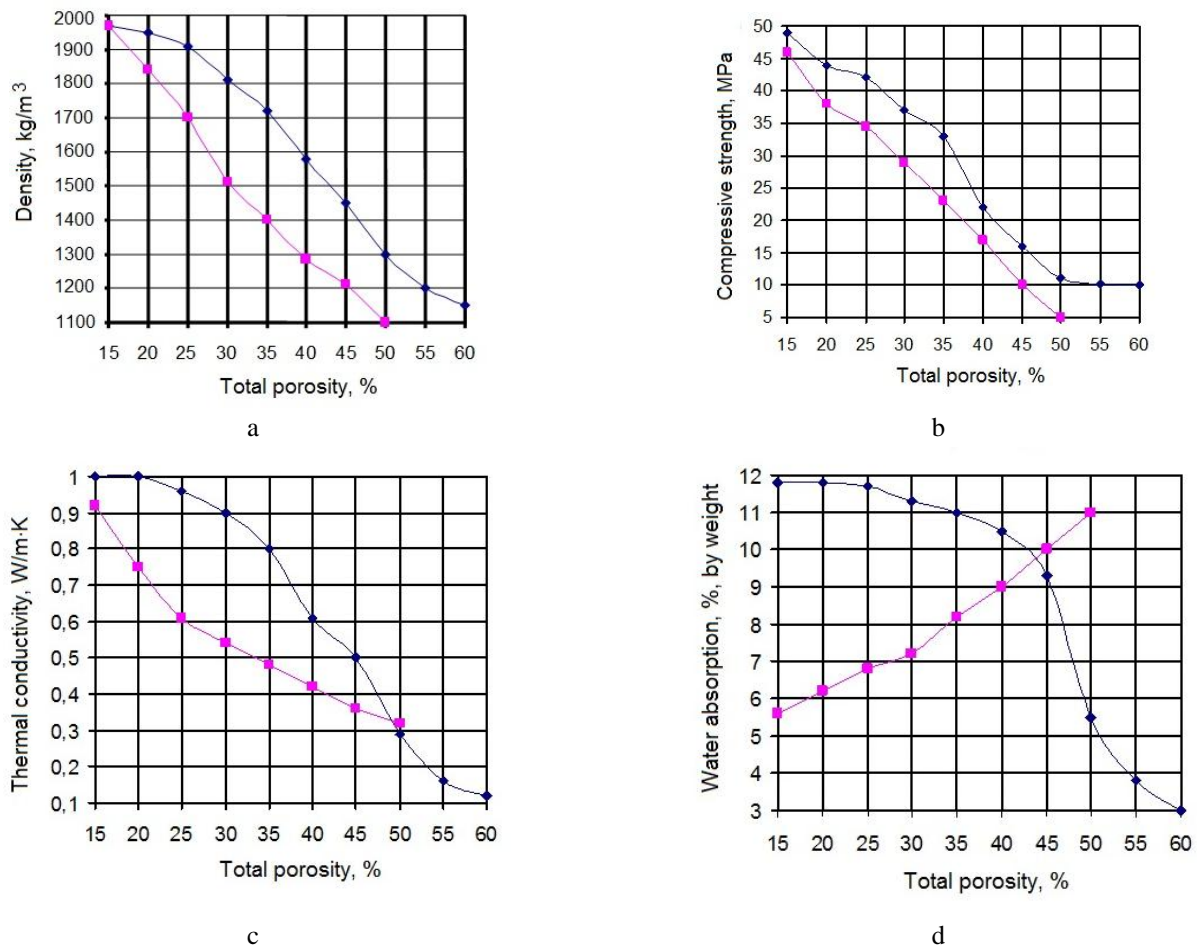 2000
1900
1800
1700
1600
1500
1400
1300
1200
1100
Density, kg/m³
15 20 25 30 35 40 45 50 55 60
Total porosity, %
a
50
45
40
35
30
25
20
15
10
5
Compressive strength, MPa
15 20 25 30 35 40 45 50 55 60
Total porosity, %
b
1
0,9
0,8
0,7
0,6
0,5
0,4
0,3
0,2
0,1
Thermal conductivity, W/m·K
15 20 25 30 35 40 45 50 55 60
Total porosity, %
c
12
11
10
9
8
7
6
5
4
3
Water absorption, %, by weight
15 20 25 30 35 40 45 50 55 60
Total porosity, %
d